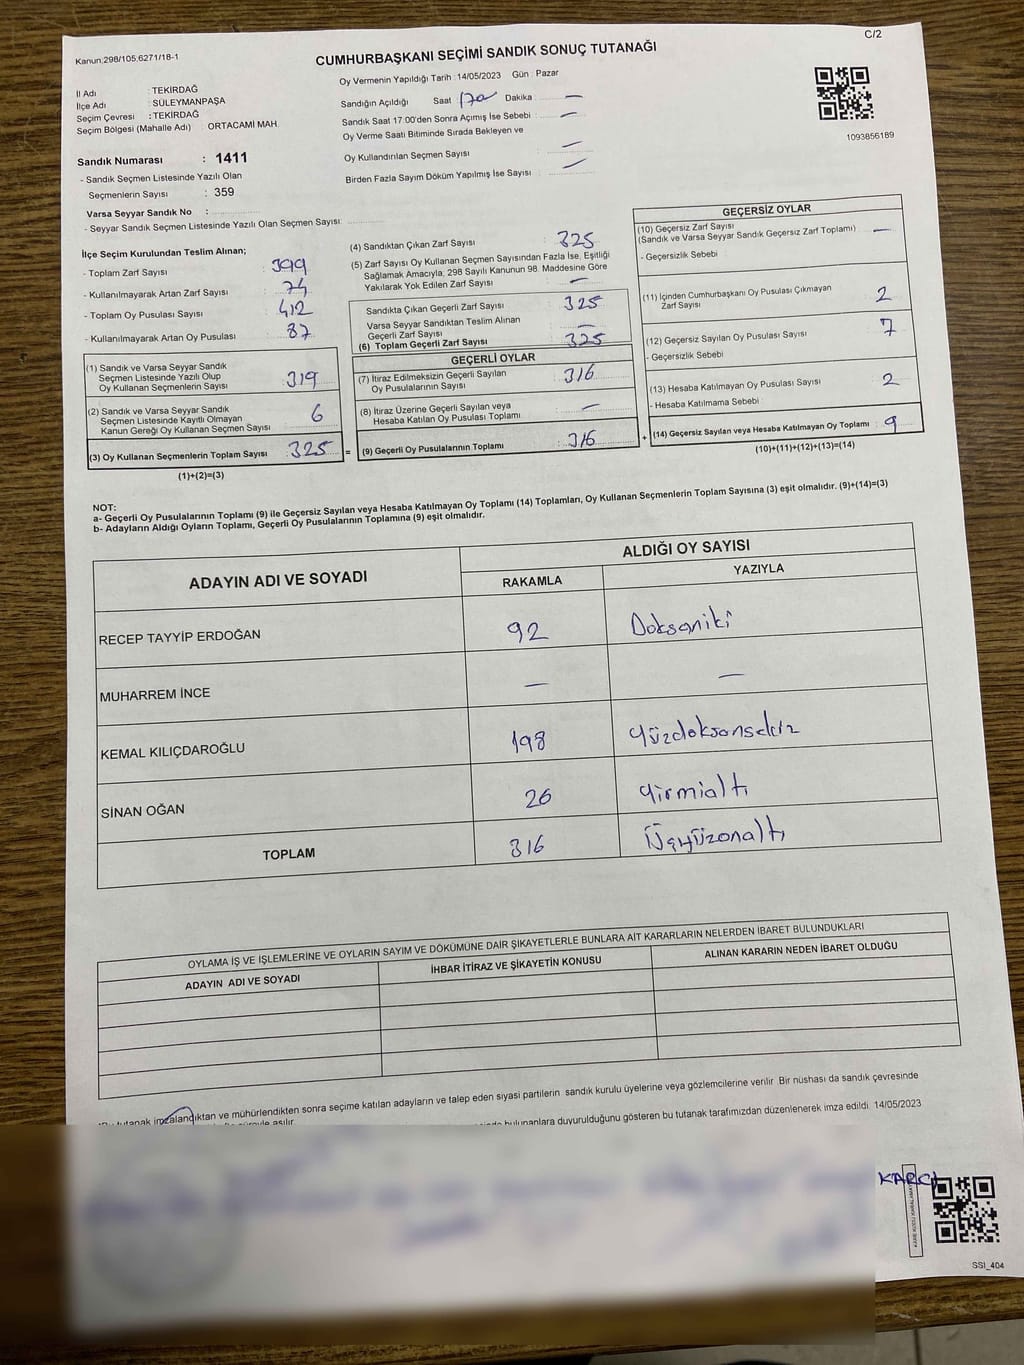 C/2
Kanun.298/105,6271/18-1
CUMHURBAŞKANI SEÇİMİ SANDIK SONUÇ TUTANAĞI
İl Adı : TEKİRDAĞ
İlçe Adı : SÜLEYMANPAŞA
Seçim Çevresi : TEKİRDAĞ
Seçim Bölgesi (Mahalle Adı) ORTACAMİ MAH.
Sandık Numarası : 1411
- Sandık Seçmen Listesinde Yazılı Olan
Seçmenlerin Sayısı : 359
Varsa Seyyar Sandık No :
- Seyyar Sandık Seçmen Listesinde Yazılı Olan Seçmen Sayısı:
Oy Vermenin Yapıldığı Tarih : 14/05/2023 Gün : Pazar
Sandığın Açıldığı Saat : Dakika : —
Sandık Saat 17:00'den Sonra Açımış İse Sebebi : —
Oy Verme Saati Bitiminde Sırada Bekleyen ve
Oy Kullandırılan Seçmen Sayısı : —
Birden Fazla Sayım Döküm Yapılmış İse Sayısı : —
1093856189
İlçe Seçim Kurulundan Teslim Alınan;
- Toplam Zarf Sayısı : 399
- Kullanılmayarak Artan Zarf Sayısı : 74
- Toplam Oy Pusulası Sayısı : 412
- Kullanılmayarak Artan Oy Pusulası : 87
(1) Sandık ve Varsa Seyyar Sandık
Seçmen Listesinde Yazılı Olup
Oy Kullanan Seçmenlerin Sayısı : 319
(2) Sandık ve Varsa Seyyar Sandık
Seçmen Listesinde Kayıtlı Olmayan
Kanun Gereği Oy Kullanan Seçmen Sayısı : 6
(3) Oy Kullanan Seçmenlerin Toplam Sayısı : 325
(1)+(2)=(3)
=
(4) Sandıktan Çıkan Zarf Sayısı : 325
(5) Zarf Sayısı Oy Kullanan Seçmen Sayısından Fazla İse, Eşitliği
Sağlamak Amacıyla, 298 Sayılı Kanunun 98. Maddesine Göre
Yakılarak Yok Edilen Zarf Sayısı : —
Sandıkta Çıkan Geçerli Zarf Sayısı : 325
Varsa Seyyar Sandıktan Teslim Alınan
Geçerli Zarf Sayısı : —
(6) Toplam Geçerli Zarf Sayısı : 325
GEÇERLİ OYLAR
(7) İtiraz Edilmeksizin Geçerli Sayılan
Oy Pusulalarının Sayısı : 316
(8) İtiraz Üzerine Geçerli Sayılan veya
Hesaba Katılan Oy Pusulası Toplamı : —
(9) Geçerli Oy Pusulalarının Toplamı : 316
+
GEÇERSİZ OYLAR
(10) Geçersiz Zarf Sayısı
(Sandık ve Varsa Seyyar Sandık Geçersiz Zarf Toplamı) : —
- Geçersizlik Sebebi
(11) İçinden Cumhurbaşkanı Oy Pusulası Çıkmayan
Zarf Sayısı : 2
(12) Geçersiz Sayılan Oy Pusulası Sayısı : 7
- Geçersizlik Sebebi
(13) Hesaba Katılmayan Oy Pusulası Sayısı : 2
- Hesaba Katılmama Sebebi :
(14) Geçersiz Sayılan veya Hesaba Katılmayan Oy Toplamı : 9
(10)+(11)+(12)+(13)=(14)
NOT:
a- Geçerli Oy Pusulalarının Toplamı (9) ile Geçersiz Sayılan veya Hesaba Katılmayan Oy Toplamı (14) Toplamları, Oy Kullanan Seçmenlerin Toplam Sayısına (3) eşit olmalıdır. (9)+(14)=(3)
b- Adayların Aldığı Oyların Toplamı, Geçerli Oy Pusulalarının Toplamına (9) eşit olmalıdır.
ADAYIN ADI VE SOYADI ALDIĞI OY SAYISI
RAKAMLA YAZIYLA
RECEP TAYYİP ERDOĞAN 92 Doksaniki
MUHARREM İNCE — —
KEMAL KILIÇDAROĞLU 198 yüzdoksansekiz
SİNAN OĞAN 26 yirmialtı
TOPLAM 316 Üçyüzonaltı
OYLAMA İŞ VE İŞLEMLERİNE VE OYLARIN SAYIM VE DÖKÜMÜNE DAİR ŞİKAYETLERLE BUNLARA AİT KARARLARIN NELERDEN İBARET BULUNDUKLARI
ADAYIN ADI VE SOYADI İHBAR İTİRAZ VE ŞİKAYETİN KONUSU ALINAN KARARIN NEDEN İBARET OLDUĞU
tutanak imzalandıktan ve mühürlendikten sonra seçime katılan adayların ve talep eden siyasi partilerin sandık kurulu üyelerine veya gözlemcilerine verilir. Bir nüshası da sandık çevresinde
asılır. bulunanlara duyurulduğunu gösteren bu tutanak tarafımızdan düzenlenerek imza edildi. 14/05/2023
SSI_404